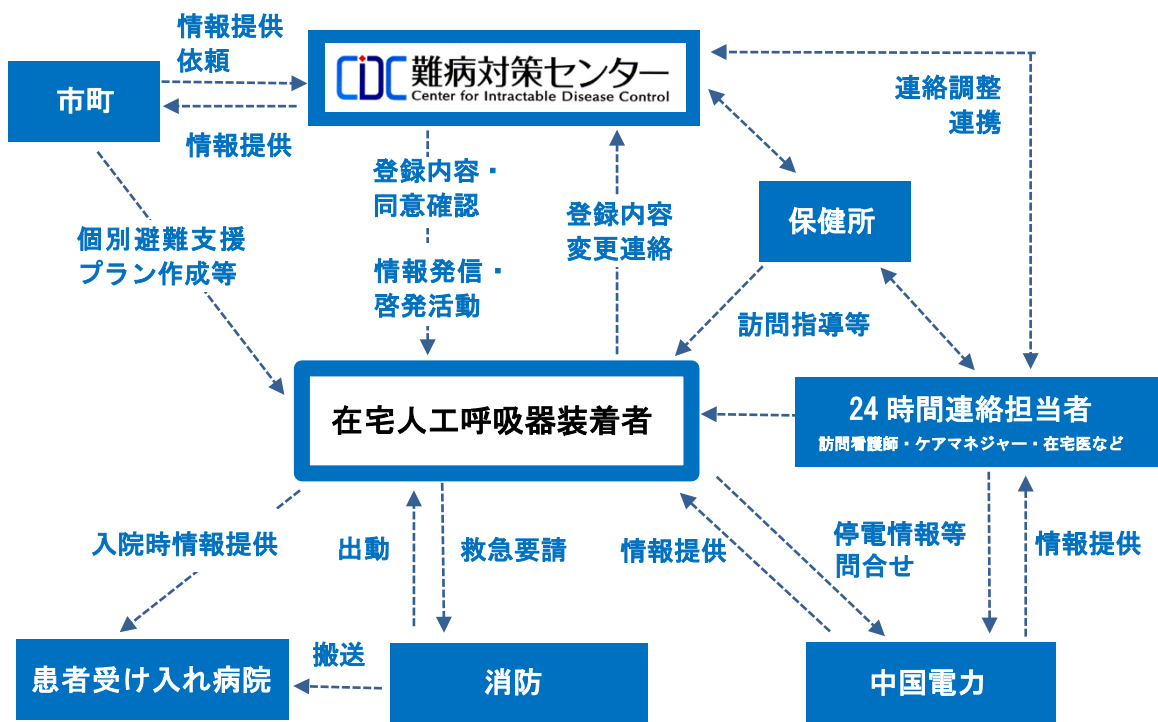 情報提供
依頼
市町
情報提供
CIDC 難病対策センター
Center for Intractable Disease Control
連絡調整
連携
登録内容・
同意確認
登録内容
変更連絡
保健所
個別避難支援
プラン作成等
情報発信・
啓発活動
訪問指導等
在宅人工呼吸器装着者
24時間連絡担当者
訪問看護師・ケアマネジャー・在宅医など
入院時情報提供
出動
救急要請
情報提供
停電情報等
問合せ
情報提供
患者受け入れ病院
搬送
消防
中国電力